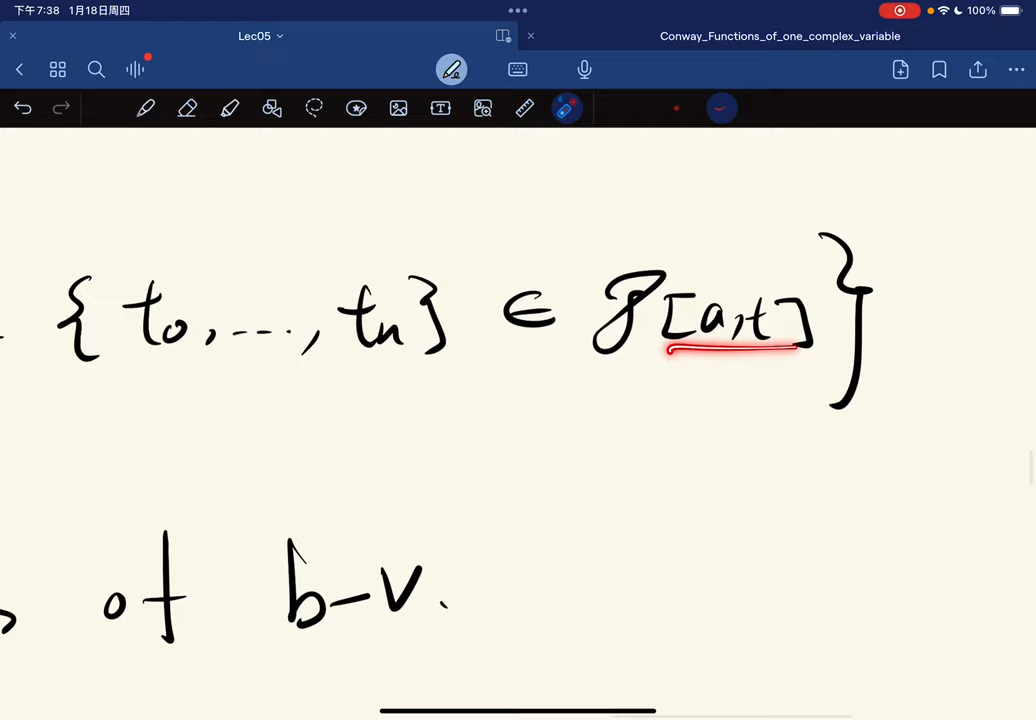 下午7:38 1月18日周四 100%
Lec05 Conway_Functions_of_one_complex_variable
{t₀, ..., tₙ} ∈ 𝒫[a,t]}
of b-v.